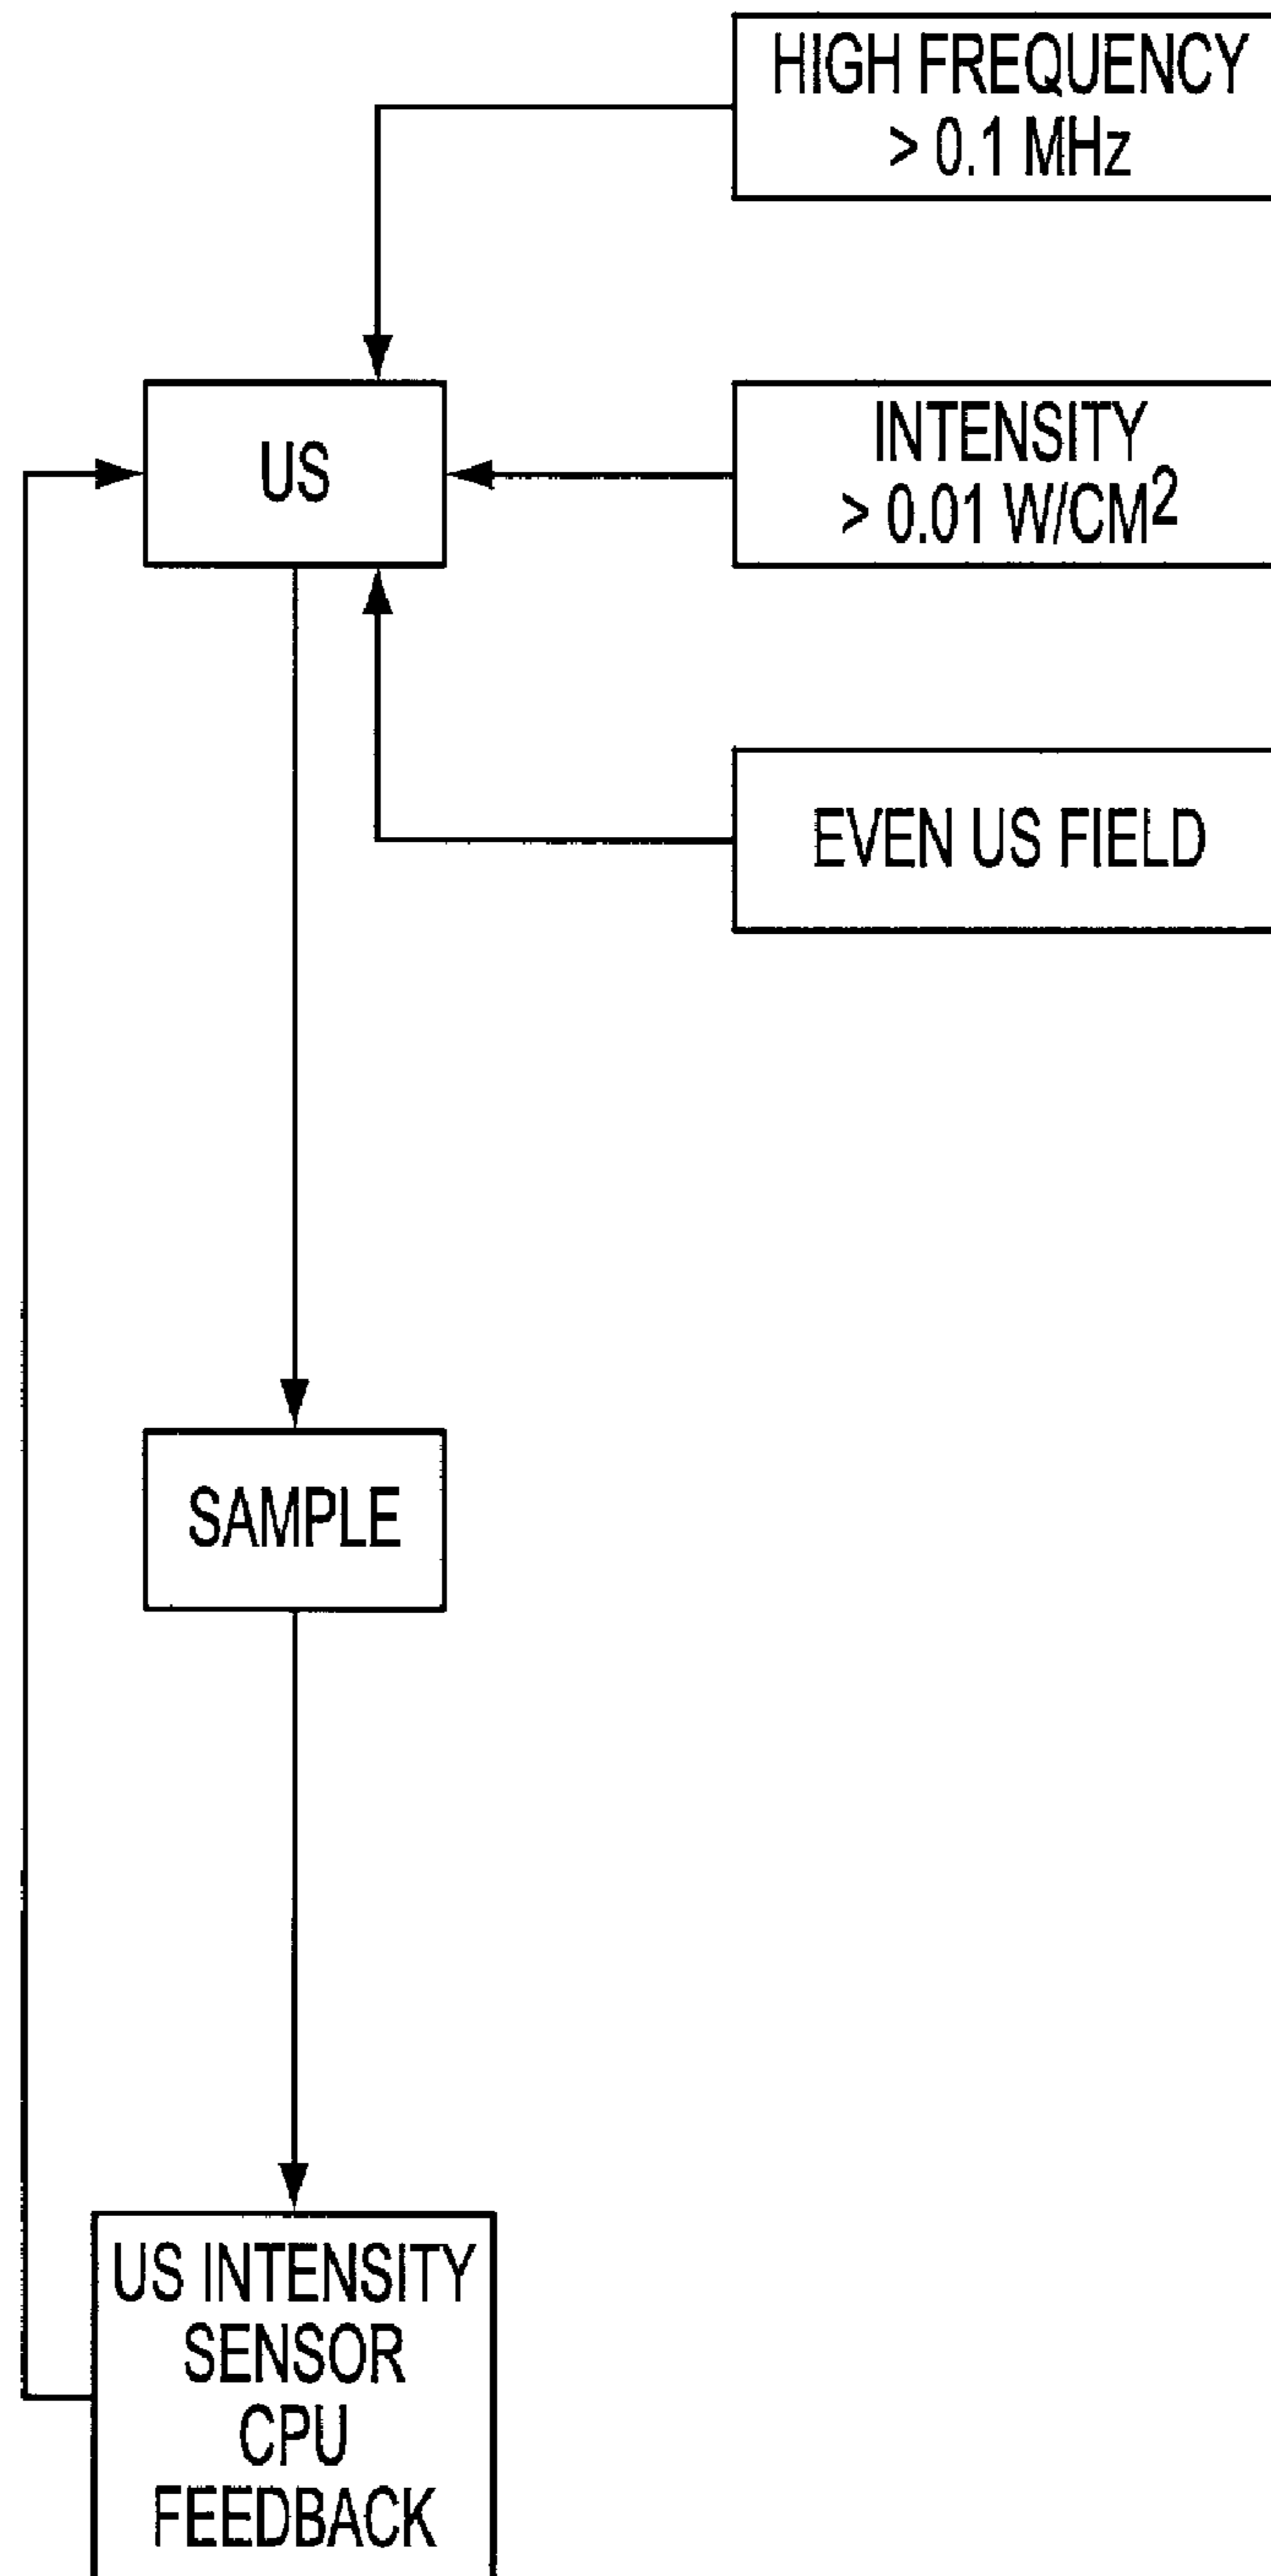 HIGH FREQUENCY
> 0.1 MHz
US
INTENSITY
> 0.01 W/CM²
EVEN US FIELD
SAMPLE
US INTENSITY
SENSOR
CPU
FEEDBACK